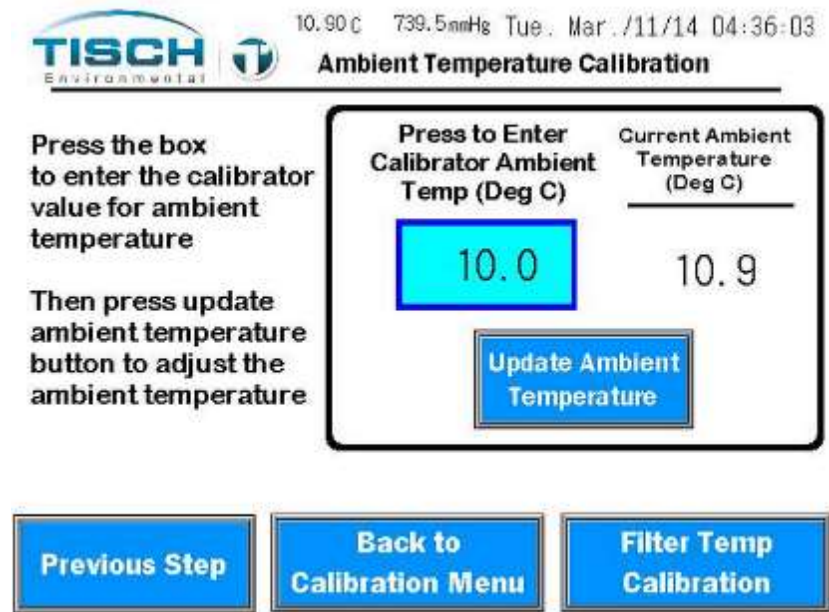 10.90 C 739.5mmHg Tue. Mar./11/14 04:36:03
TISCH
Environmental
Ambient Temperature Calibration
Press the box
to enter the calibrator
value for ambient
temperature
Then press update
ambient temperature
button to adjust the
ambient temperature
Press to Enter
Calibrator Ambient
Temp (Deg C)
10.0
Current Ambient
Temperature
(Deg C)
10.9
Update Ambient
Temperature
Previous Step
Back to
Calibration Menu
Filter Temp
Calibration